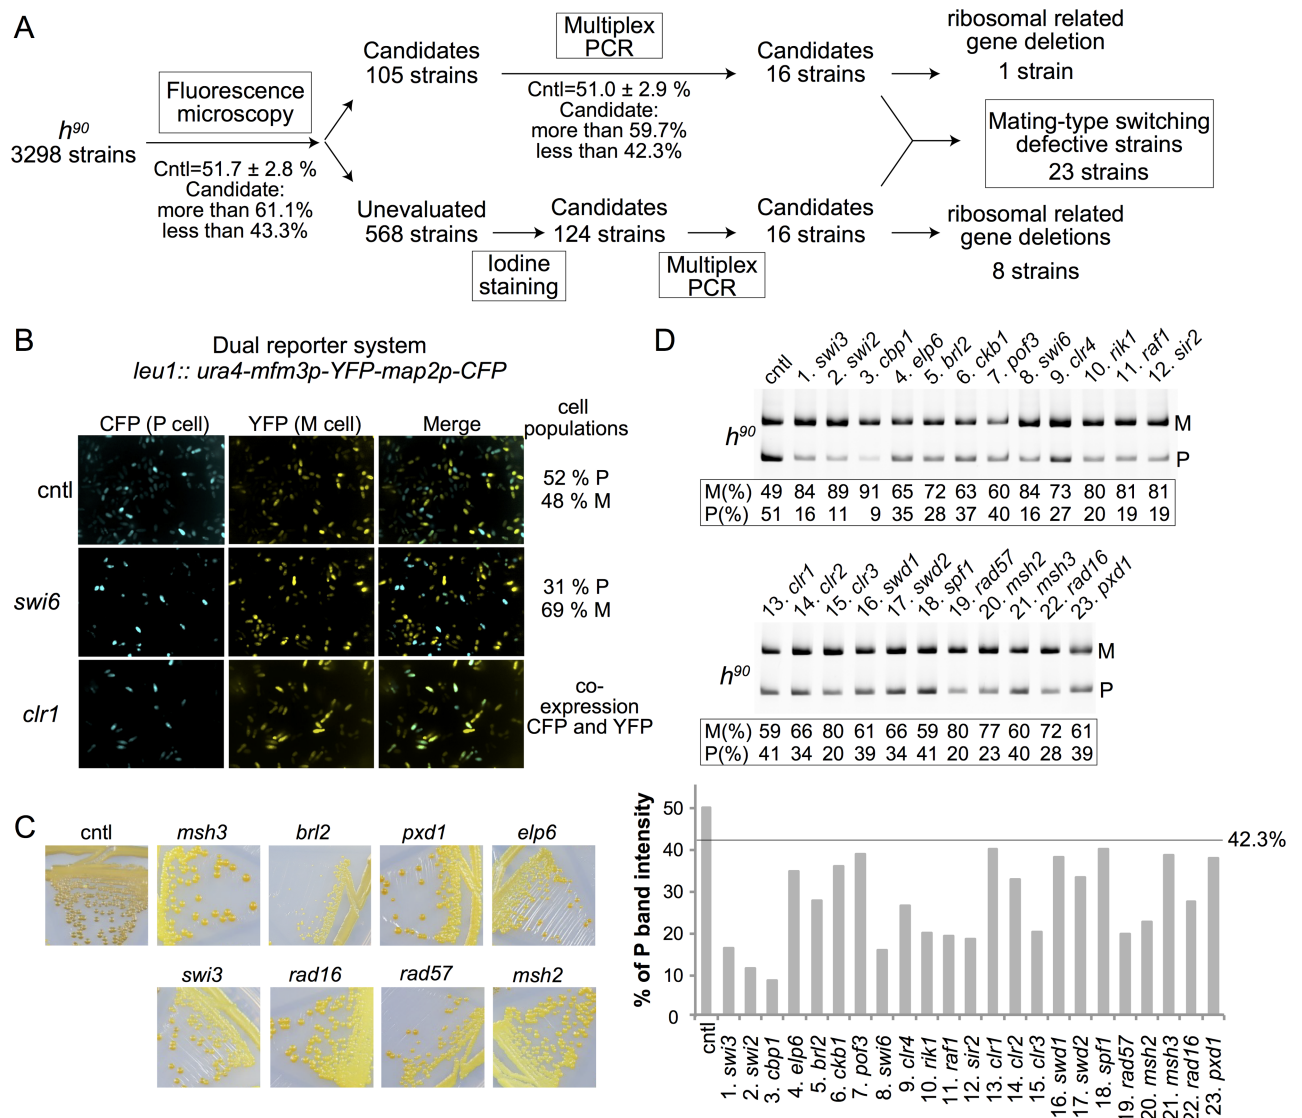 A
h90
3298 strains
Fluorescence
microscopy
Cntl=51.7 ± 2.8 %
Candidate:
more than 61.1%
less than 43.3%
Candidates
105 strains
Multiplex
PCR
Cntl=51.0 ± 2.9 %
Candidate:
more than 59.7%
less than 42.3%
Candidates
16 strains
ribosomal related
gene deletion
1 strain
Mating-type switching
defective strains
23 strains
Unevaluated
568 strains
Iodine
staining
Candidates
124 strains
Multiplex
PCR
Candidates
16 strains
ribosomal related
gene deletions
8 strains
B
Dual reporter system
leu1:: ura4-mfm3p-YFP-map2p-CFP
CFP (P cell)
YFP (M cell)
Merge
cell
populations
cntl
52 % P
48 % M
swi6
31 % P
69 % M
clr1
co-
expression
CFP and YFP
C
cntl
msh3
brl2
pxd1
elp6
swi3
rad16
rad57
msh2
D
cntl
1. swi3
2. swi2
3. cbp1
4. elp6
5. brl2
6. ckb1
7. pof3
8. swi6
9. clr4
10. rik1
11. raf1
12. sir2
h90
M
P
M(%) 49 84 89 91 65 72 63 60 84 73 80 81 81
P(%) 51 16 11 9 35 28 37 40 16 27 20 19 19
13. clr1
14. clr2
15. clr3
16. swd1
17. swd2
18. spf1
19. rad57
20. msh2
21. msh3
22. rad16
23. pxd1
h90
M
P
M(%) 59 66 80 61 66 59 80 77 60 72 61
P(%) 41 34 20 39 34 41 20 23 40 28 39
% of P band intensity
50
40
30
20
10
0
42.3%
cntl
1. swi3
2. swi2
3. cbp1
4. elp6
5. brl2
6. ckb1
7. pof3
8. swi6
9. clr4
10. rik1
11. raf1
12. sir2
13. clr1
14. clr2
15. clr3
16. swd1
17. swd2
18. spf1
19. rad57
20. msh2
21. msh3
22. rad16
23. pxd1